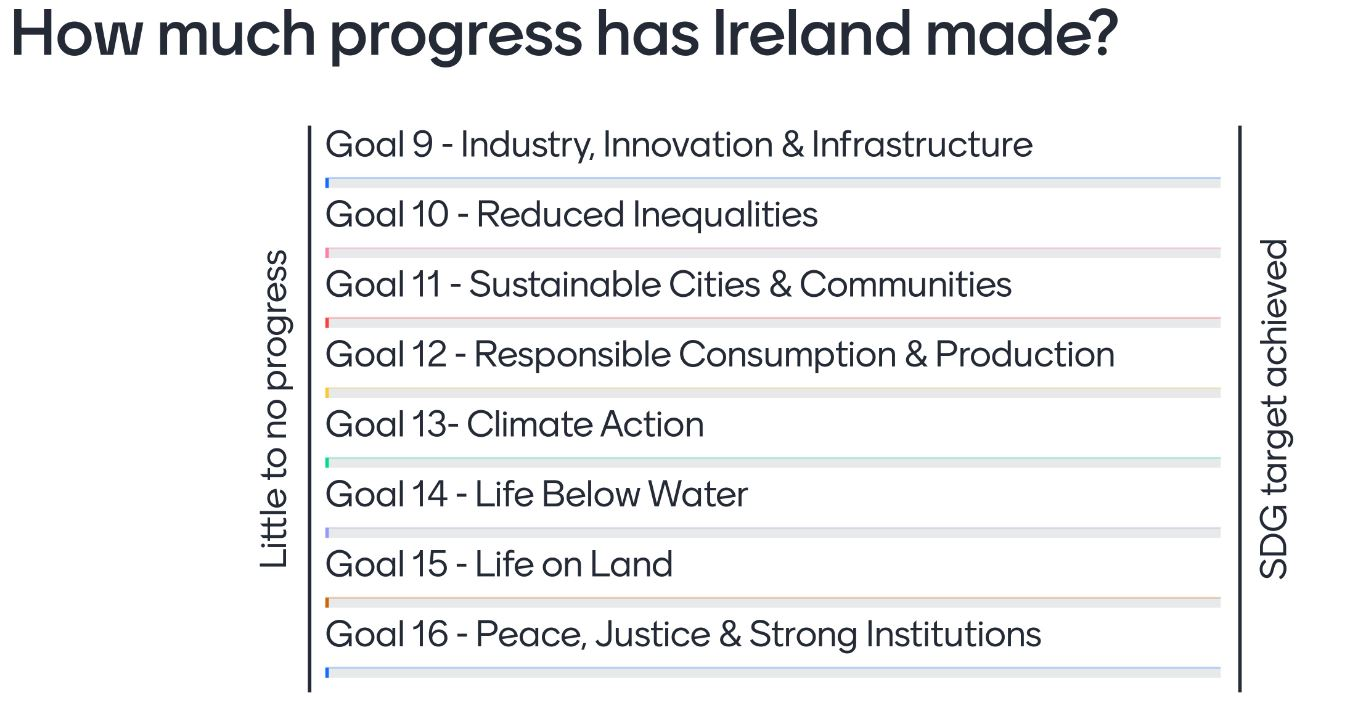 How much progress has Ireland made?
Goal 9 - Industry, Innovation & Infrastructure
Goal 10 - Reduced Inequalities
Goal 11 - Sustainable Cities & Communities
Goal 12 - Responsible Consumption & Production
Goal 13- Climate Action
Goal 14 - Life Below Water
Goal 15 - Life on Land
Goal 16 - Peace, Justice & Strong Institutions
Little to no progress
SDG target achieved